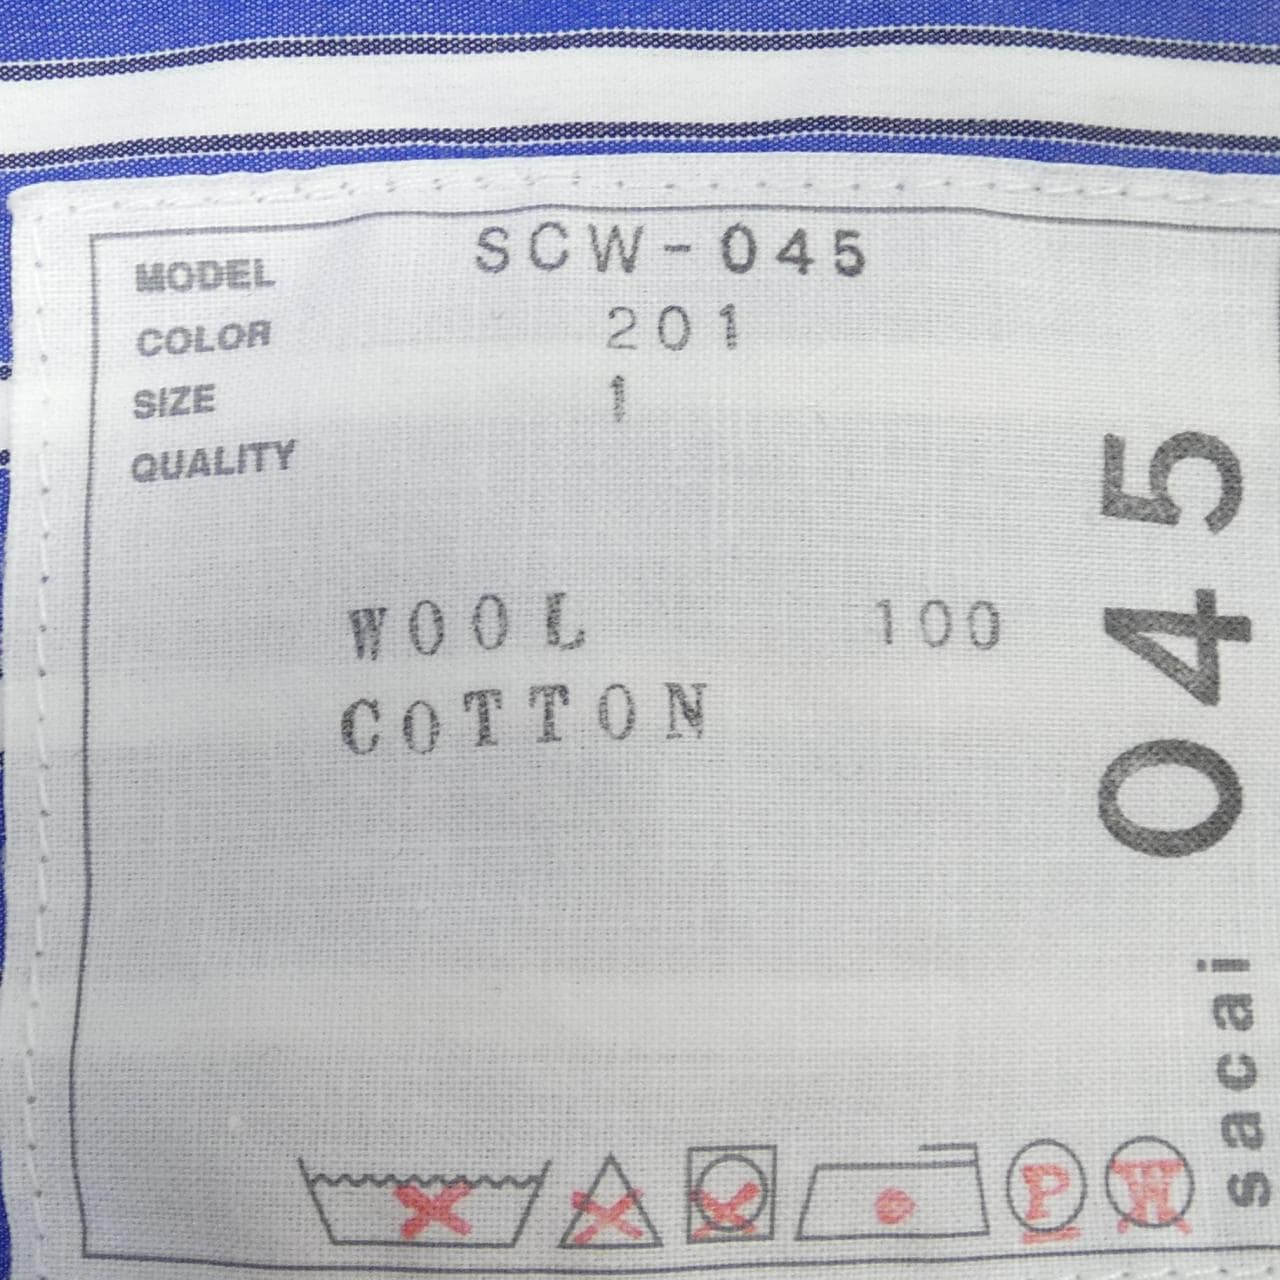 MODEL SCW-045
COLOR 201
SIZE 1
QUALITY
WOOL 100
COTTON
P W
sacai 045